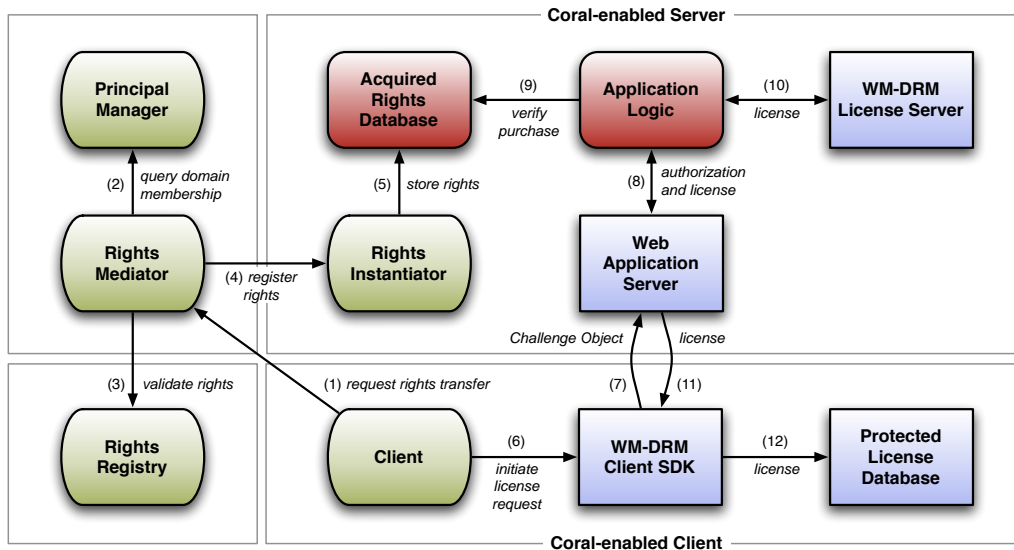 Coral-enabled Server
Principal
Manager
Acquired
Rights
Database
(9)
verify
purchase
Application
Logic
(10)
license
WM-DRM
License Server
(2)
query domain
membership
(5)
store rights
(8)
authorization
and license
Rights
Mediator
(4) register
rights
Rights
Instantiator
Web
Application
Server
Challenge Object
license
(3)
validate rights
(1) request rights transfer
(7)
(11)
Rights
Registry
Client
(6)
initiate
license
request
WM-DRM
Client SDK
(12)
license
Protected
License
Database
Coral-enabled Client